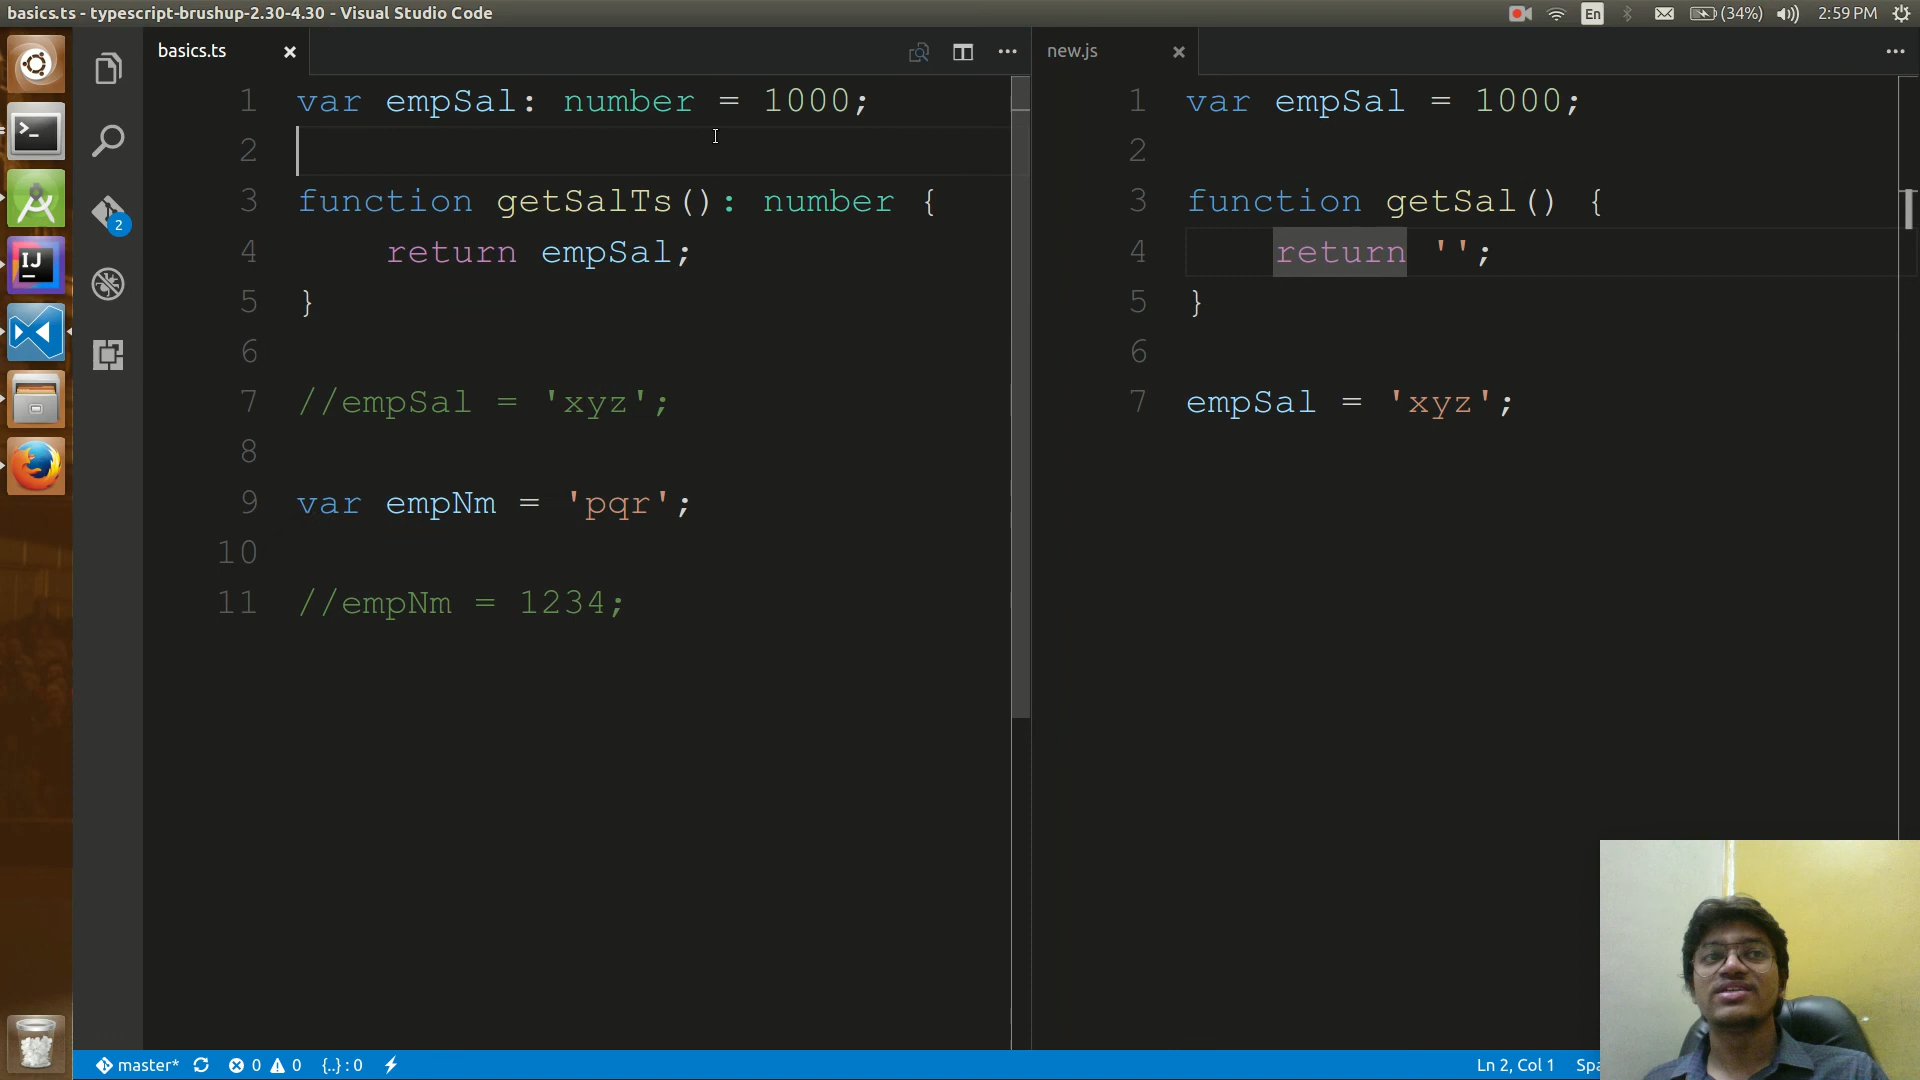 basics.ts - typescript-brushup-2.30-4.30 - Visual Studio Code
En (34%) 2:59 PM
basics.ts
1 var empSal: number = 1000;
2
3 function getSalTs(): number {
4 return empSal;
5 }
6
7 //empSal = 'xyz';
8
9 var empNm = 'pqr';
10
11 //empNm = 1234;
new.js
1 var empSal = 1000;
2
3 function getSal() {
4 return '';
5 }
6
7 empSal = 'xyz';
2
IJ
master* 0 0 {..} : 0
Ln 2, Col 1